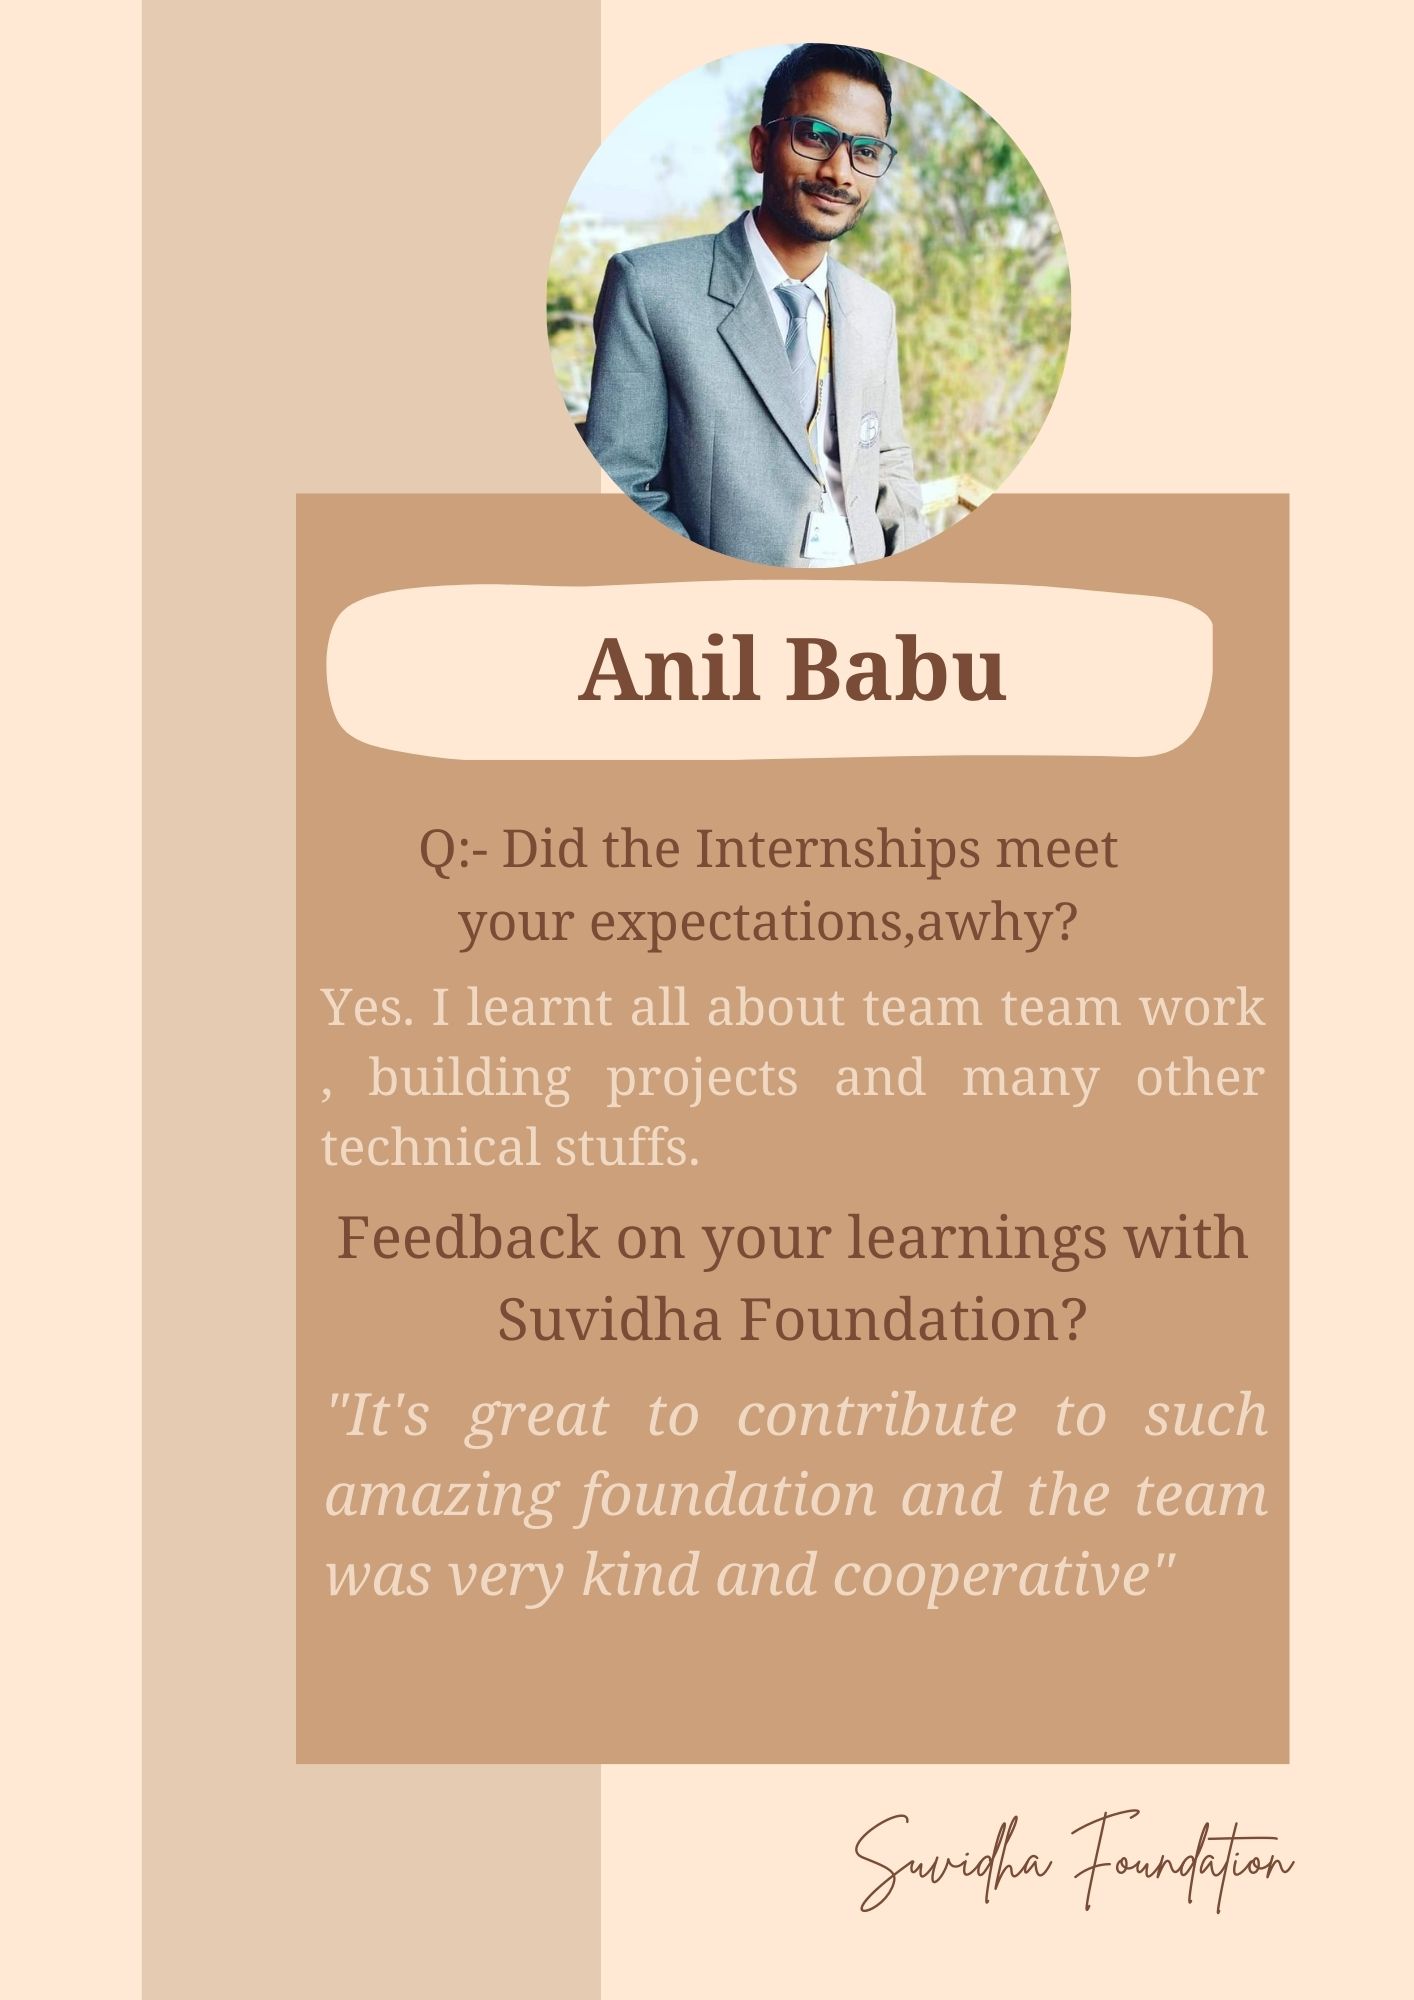 Anil Babu
Q:- Did the Internships meet
your expectations,awhy?
Yes. I learnt all about team team work
, building projects and many other
technical stuffs.
Feedback on your learnings with
Suvidha Foundation?
"It's great to contribute to such
amazing foundation and the team
was very kind and cooperative"
Suvidha Foundation